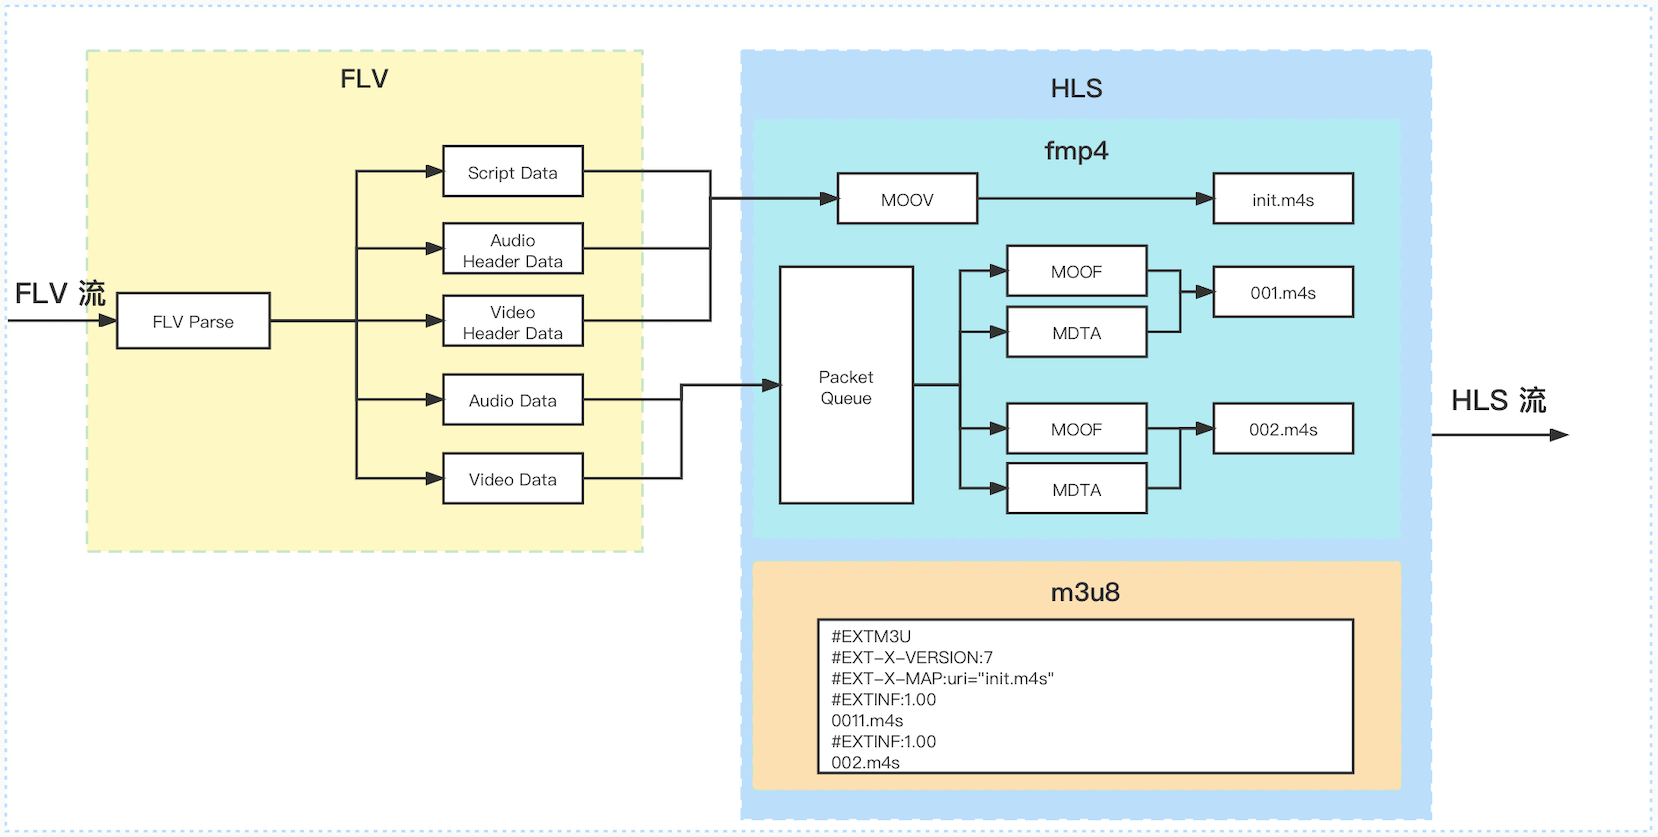 FLV
HLS
fmp4
Script Data
MOOV
init.m4s
Audio
Header Data
FLV 流
FLV Parse
Video
Header Data
MOOF
001.m4s
MDTA
Packet
Queue
Audio Data
MOOF
002.m4s
HLS 流
Video Data
MDTA
m3u8
#EXTM3U
#EXT-X-VERSION:7
#EXT-X-MAP:uri="init.m4s"
#EXTINF:1.00
0011.m4s
#EXTINF:1.00
002.m4s